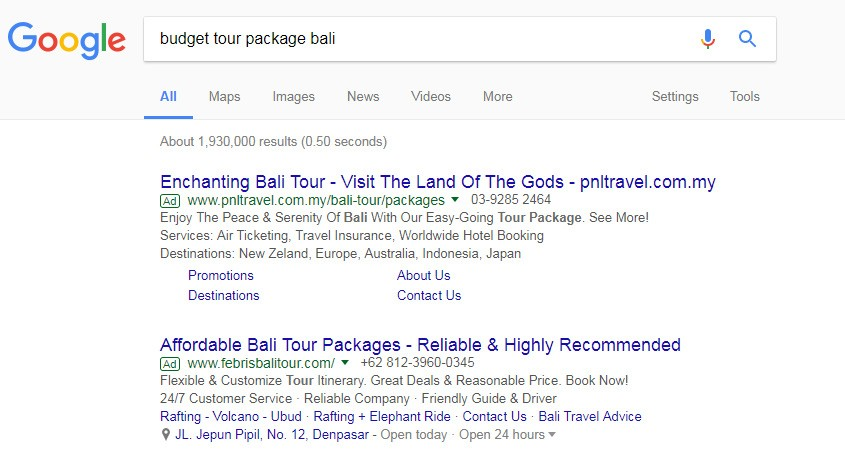 Google
budget tour package bali
All Maps Images News Videos More Settings Tools
About 1,930,000 results (0.50 seconds)
Enchanting Bali Tour - Visit The Land Of The Gods - pnltravel.com.my
Ad www.pnltravel.com.my/bali-tour/packages 03-9285 2464
Enjoy The Peace & Serenity Of Bali With Our Easy-Going Tour Package. See More!
Services: Air Ticketing, Travel Insurance, Worldwide Hotel Booking
Destinations: New Zeland, Europe, Australia, Indonesia, Japan
Promotions About Us
Destinations Contact Us
Affordable Bali Tour Packages - Reliable & Highly Recommended
Ad www.febrisbalitour.com/ +62 812-3960-0345
Flexible & Customize Tour Itinerary. Great Deals & Reasonable Price. Book Now!
24/7 Customer Service · Reliable Company · Friendly Guide & Driver
Rafting - Volcano - Ubud · Rafting + Elephant Ride · Contact Us · Bali Travel Advice
JL. Jepun Pipil, No. 12, Denpasar - Open today · Open 24 hours